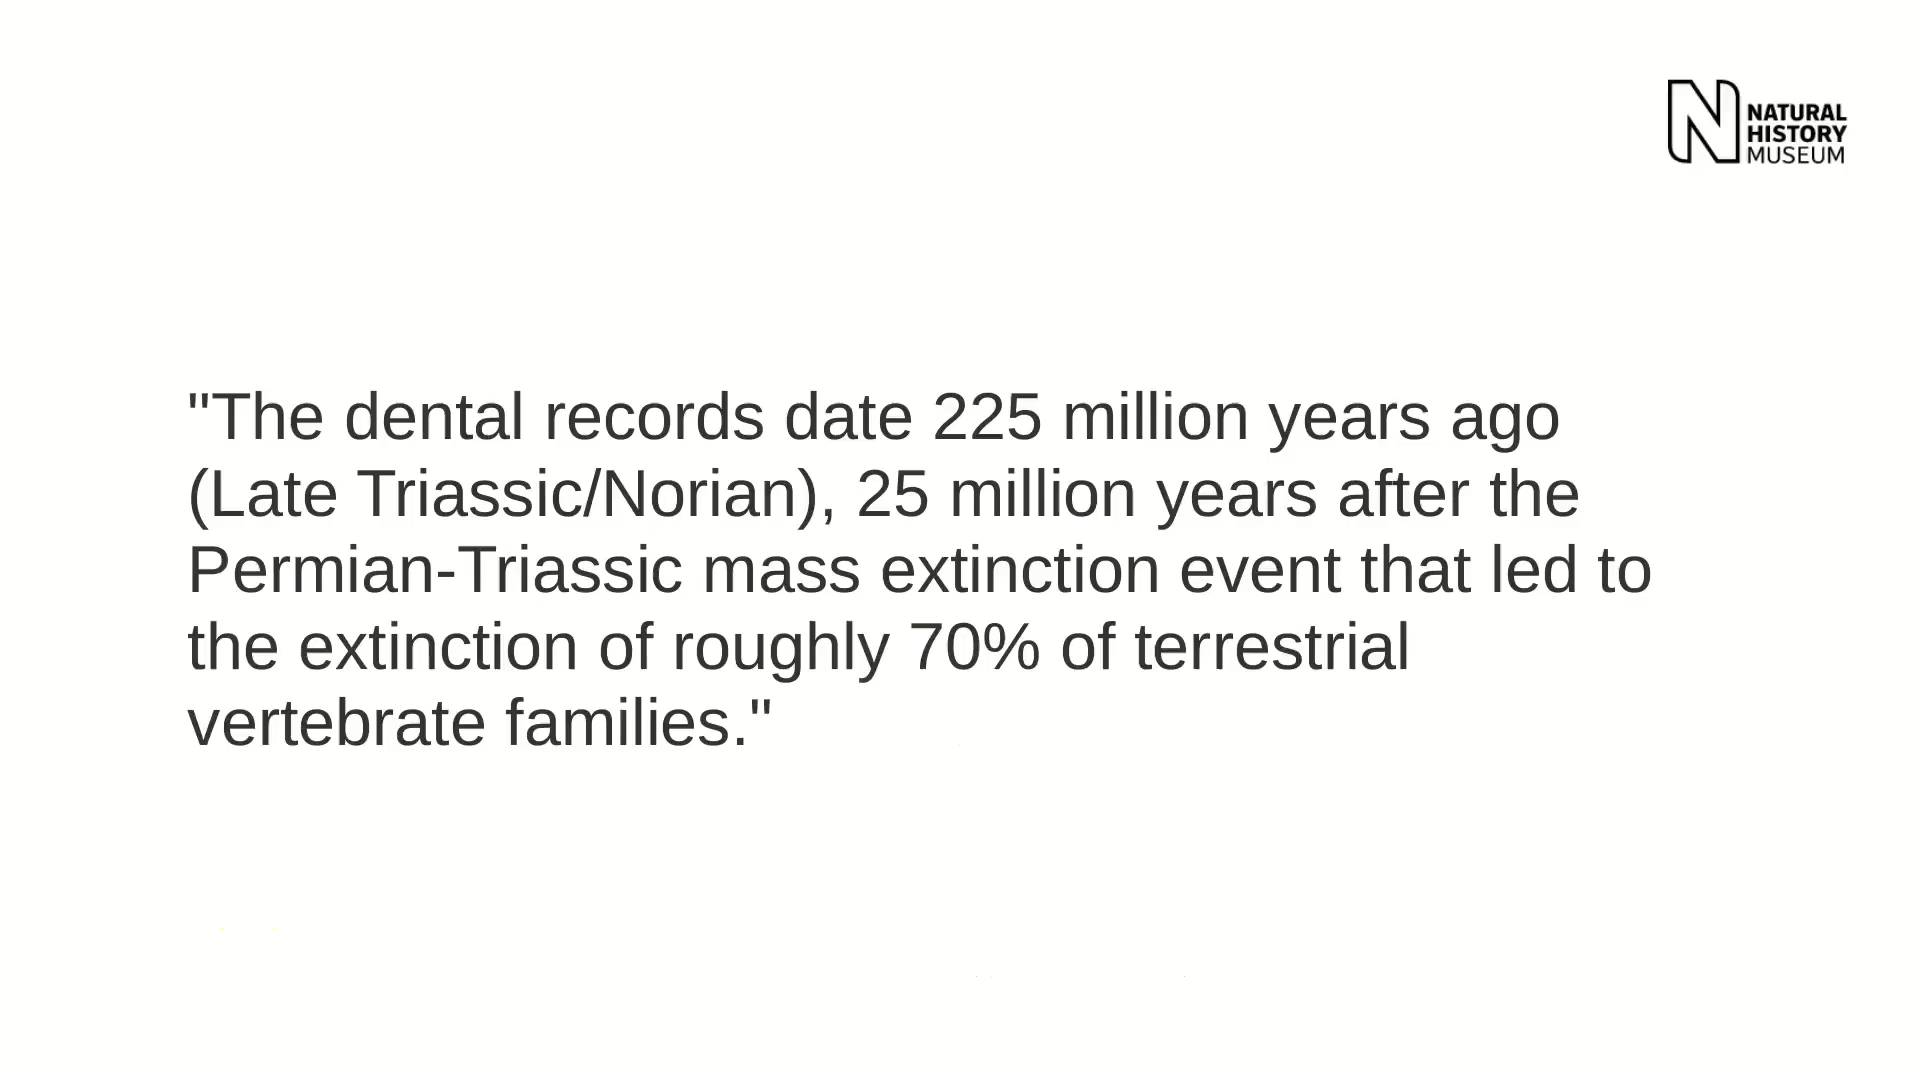 NATURAL
HISTORY
MUSEUM
"The dental records date 225 million years ago
(Late Triassic/Norian), 25 million years after the
Permian-Triassic mass extinction event that led to
the extinction of roughly 70% of terrestrial
vertebrate families."